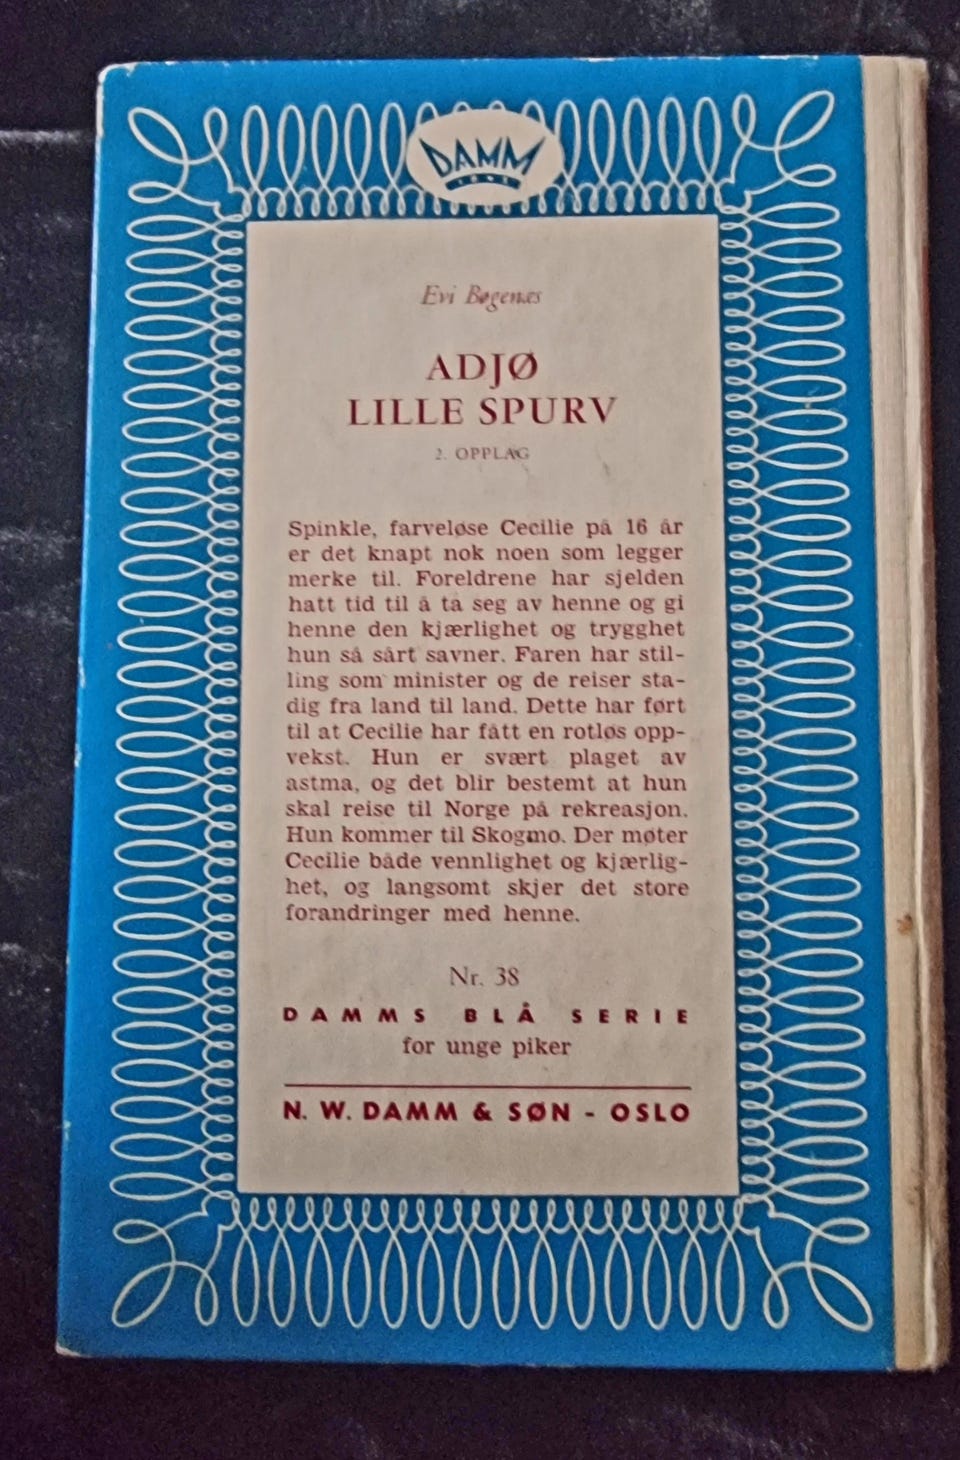 DAMM
1843
Evi Bøgenæs
ADJØ
LILLE SPURV
2. OPPLAG
Spinkle, farveløse Cecilie på 16 år
er det knapt nok noen som legger
merke til. Foreldrene har sjelden
hatt tid til å ta seg av henne og gi
henne den kjærlighet og trygghet
hun så sårt savner. Faren har stil-
ling som minister og de reiser sta-
dig fra land til land. Dette har ført
til at Cecilie har fått en rotløs opp-
vekst. Hun er svært plaget av
astma, og det blir bestemt at hun
skal reise til Norge på rekreasjon.
Hun kommer til Skogmo. Der møter
Cecilie både vennlighet og kjærlig-
het, og langsomt skjer det store
forandringer med henne.
Nr. 38
DAMMS BLÅ SERIE
for unge piker
N. W. DAMM & SØN - OSLO